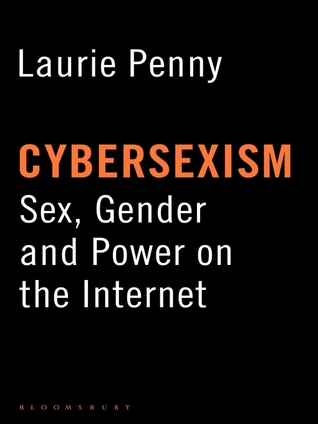 Laurie Penny
CYBERSEXISM
Sex, Gender
and Power on
the Internet
BLOOMSBURY